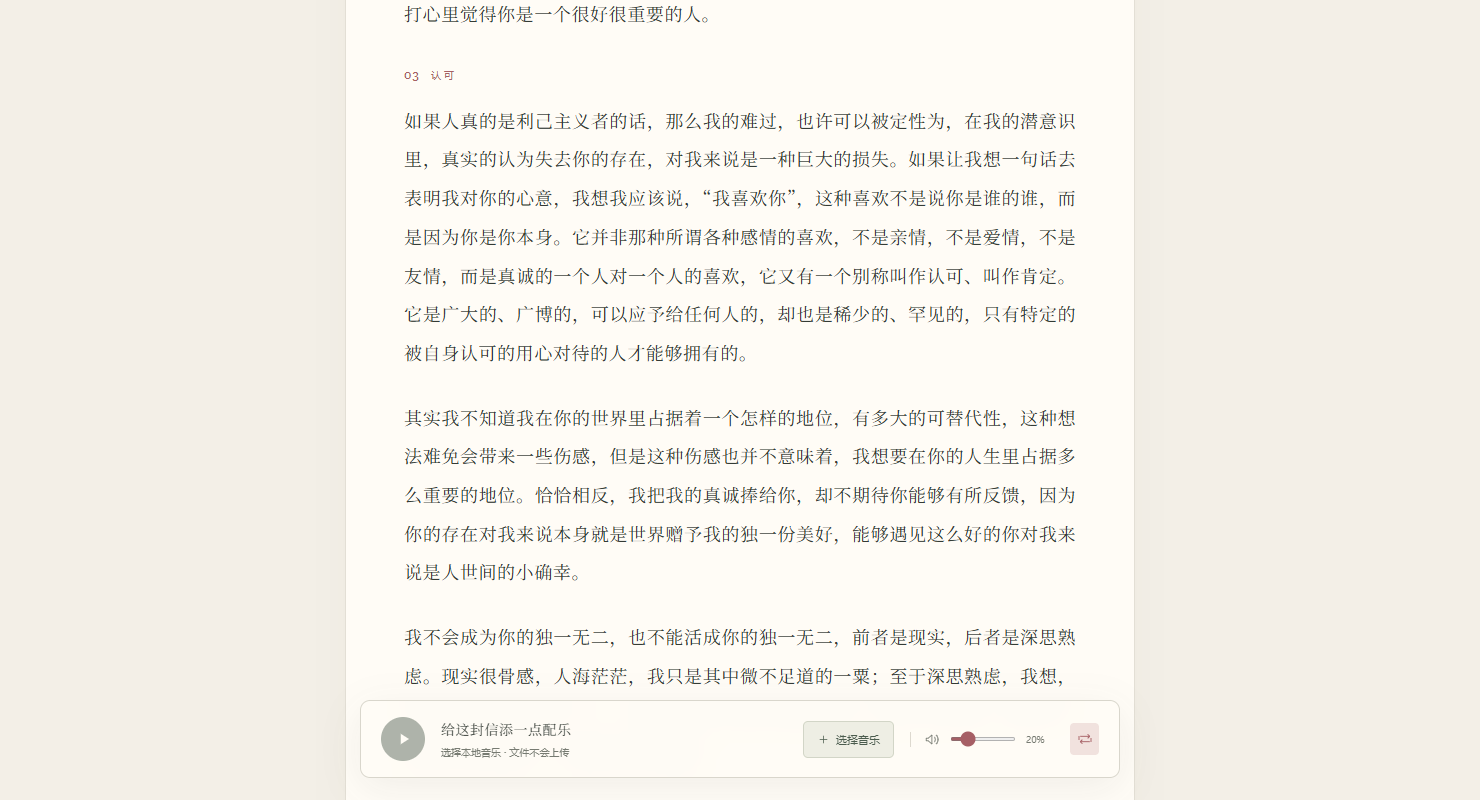 打心里觉得你是一个很好很重要的人。
03 认可
如果人真的是利己主义者的话，那么我的难过，也许可以被定性为，在我的潜意识
里，真实的认为失去你的存在，对我来说是一种巨大的损失。如果让我想一句话去
表明我对你的心意，我想我应该说，“我喜欢你”，这种喜欢不是说你是谁的谁，而
是因为你是你本身。它并非那种所谓各种感情的喜欢，不是亲情，不是爱情，不是
友情，而是真诚的一个人对一个人的喜欢，它又有一个别称叫作认可、叫作肯定。
它是广大的、广博的，可以应予给任何人的，却也是稀少的、罕见的，只有特定的
被自身认可的用心对待的人才能够拥有的。
其实我不知道我在你的世界里占据着一个怎样的地位，有多大的可替代性，这种想
法难免会带来一些伤感，但是这种伤感也并不意味着，我想要在你的人生里占据多
么重要的地位。恰恰相反，我把我的真诚捧给你，却不期待你能够有所反馈，因为
你的存在对我来说本身就是世界赠予我的独一份美好，能够遇见这么好的你对我来
说是人世间的小确幸。
我不会成为你的独一无二，也不能活成你的独一无二，前者是现实，后者是深思熟
虑。现实很骨感，人海茫茫，我只是其中微不足道的一粟；至于深思熟虑，我想，
给这封信添一点配乐
选择本地音乐 · 文件不会上传
＋ 选择音乐
20%